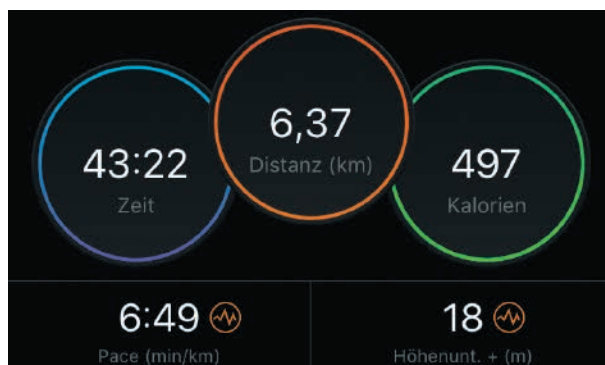 6,37
Distanz (km)
43:22
Zeit
497
Kalorien
6:49
Pace (min/km)
18
Höhenunt. + (m)